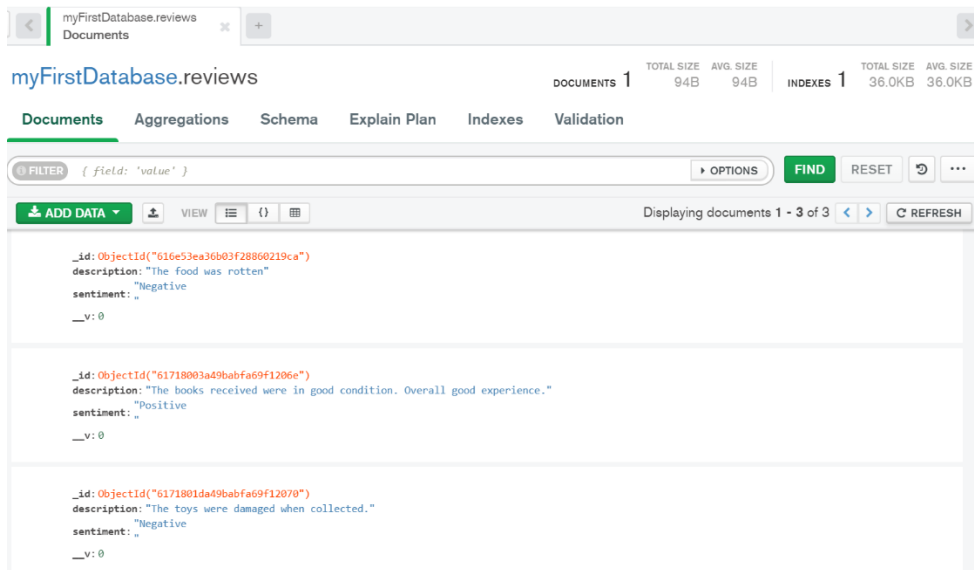 myFirstDatabase.reviews
Documents
myFirstDatabase.reviews
DOCUMENTS 1 TOTAL SIZE 94B AVG. SIZE 94B INDEXES 1 TOTAL SIZE 36.0KB AVG. SIZE 36.0KB
Documents Aggregations Schema Explain Plan Indexes Validation
FILTER { field: 'value' } OPTIONS FIND RESET ...
ADD DATA VIEW {} Displaying documents 1 - 3 of 3 < > REFRESH
_id: ObjectId("616e53ea36b03f28860219ca")
description: "The food was rotten"
sentiment: "Negative
"
__v: 0
_id: ObjectId("61718003a49babfa69f1206e")
description: "The books received were in good condition. Overall good experience."
sentiment: "Positive
"
__v: 0
_id: ObjectId("6171801da49babfa69f12070")
description: "The toys were damaged when collected."
sentiment: "Negative
"
__v: 0